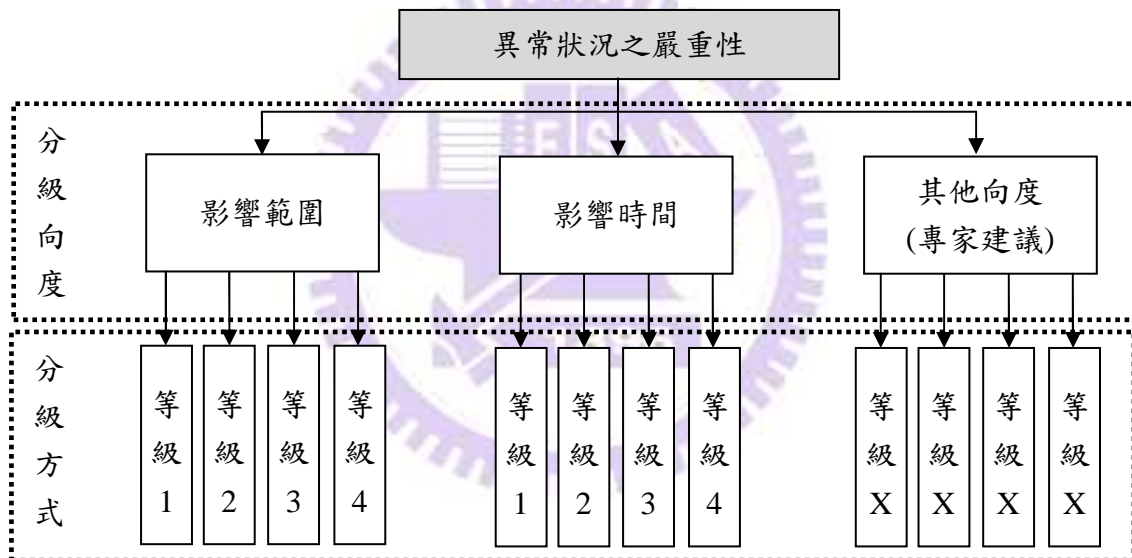 異常狀況之嚴重性
分級向度
影響範圍
影響時間
其他向度
(專家建議)
分級方式
等級1
等級2
等級3
等級4
等級1
等級2
等級3
等級4
等級X
等級X
等級X
等級X
ESA